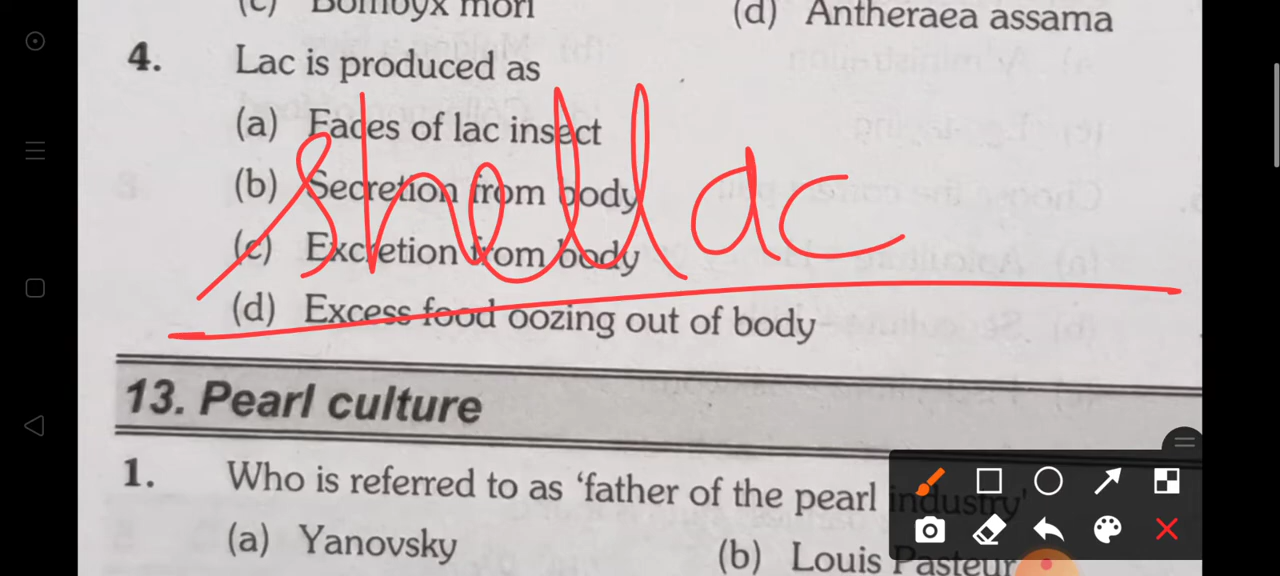 (c) Bombyx mori (d) Antheraea assama
4. Lac is produced as
(a) Faces of lac insect
(b) Secretion from body
(c) Excretion from body
shellac
(d) Excess food oozing out of body
13. Pearl culture
1. Who is referred to as ‘father of the pearl industry'
(a) Yanovsky (b) Louis Pasteur